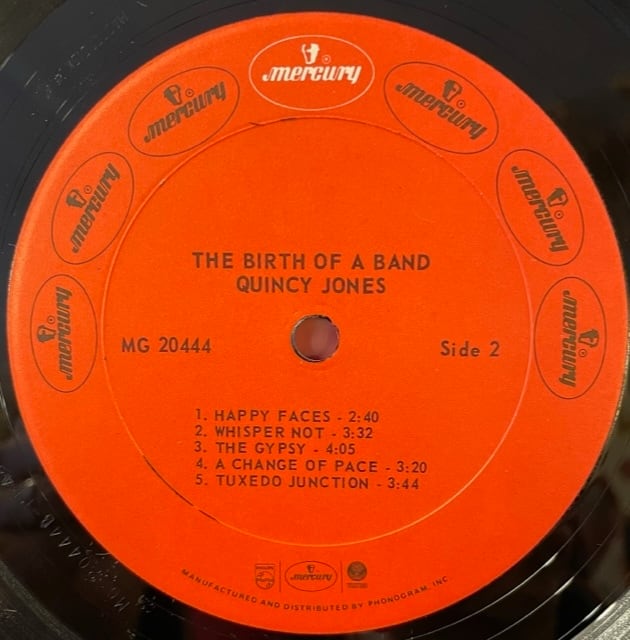 mercury
mercury
mercury
mercury
mercury
mercury
mercury
THE BIRTH OF A BAND
QUINCY JONES
MG 20444
Side 2
1. HAPPY FACES - 2:40
2. WHISPER NOT - 3:32
3. THE GYPSY - 4:05
4. A CHANGE OF PACE - 3:20
5. TUXEDO JUNCTION - 3:44
mercury
MANUFACTURED AND DISTRIBUTED BY PHONOGRAM, INC.